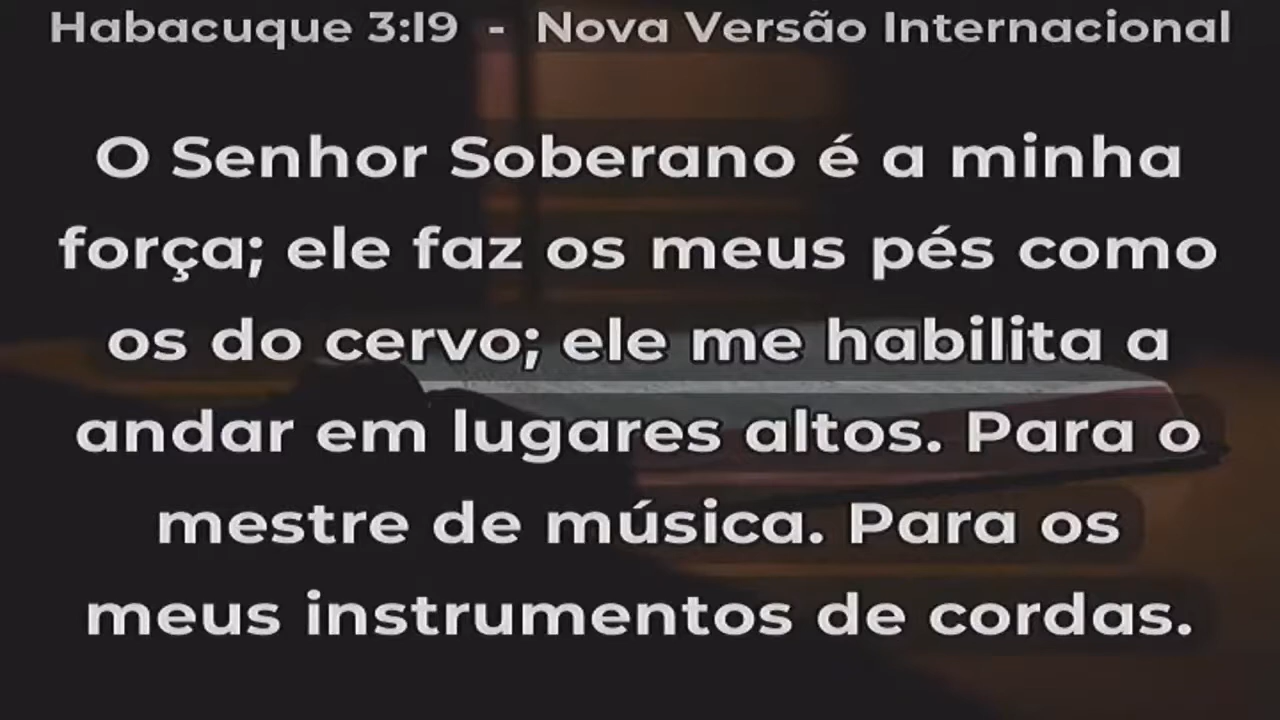 Habacuque 3:19 - Nova Versão Internacional
O Senhor Soberano é a minha
força; ele faz os meus pés como
os do cervo; ele me habilita a
andar em lugares altos. Para o
mestre de música. Para os
meus instrumentos de cordas.